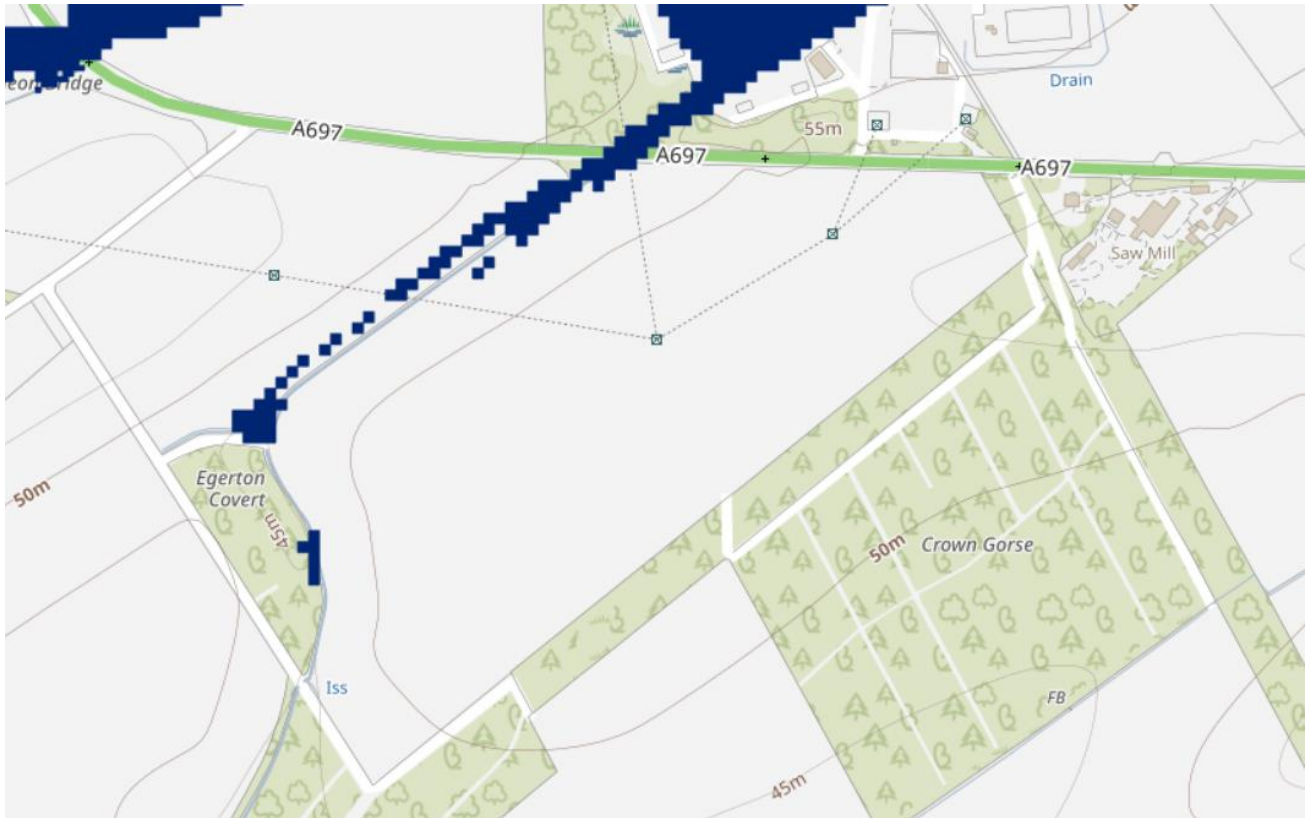 Drain
A697
55m
A697
A697
Saw Mill
Egerton
Covert
50m
45m
50m
Crown Gorse
Iss
FB
45m